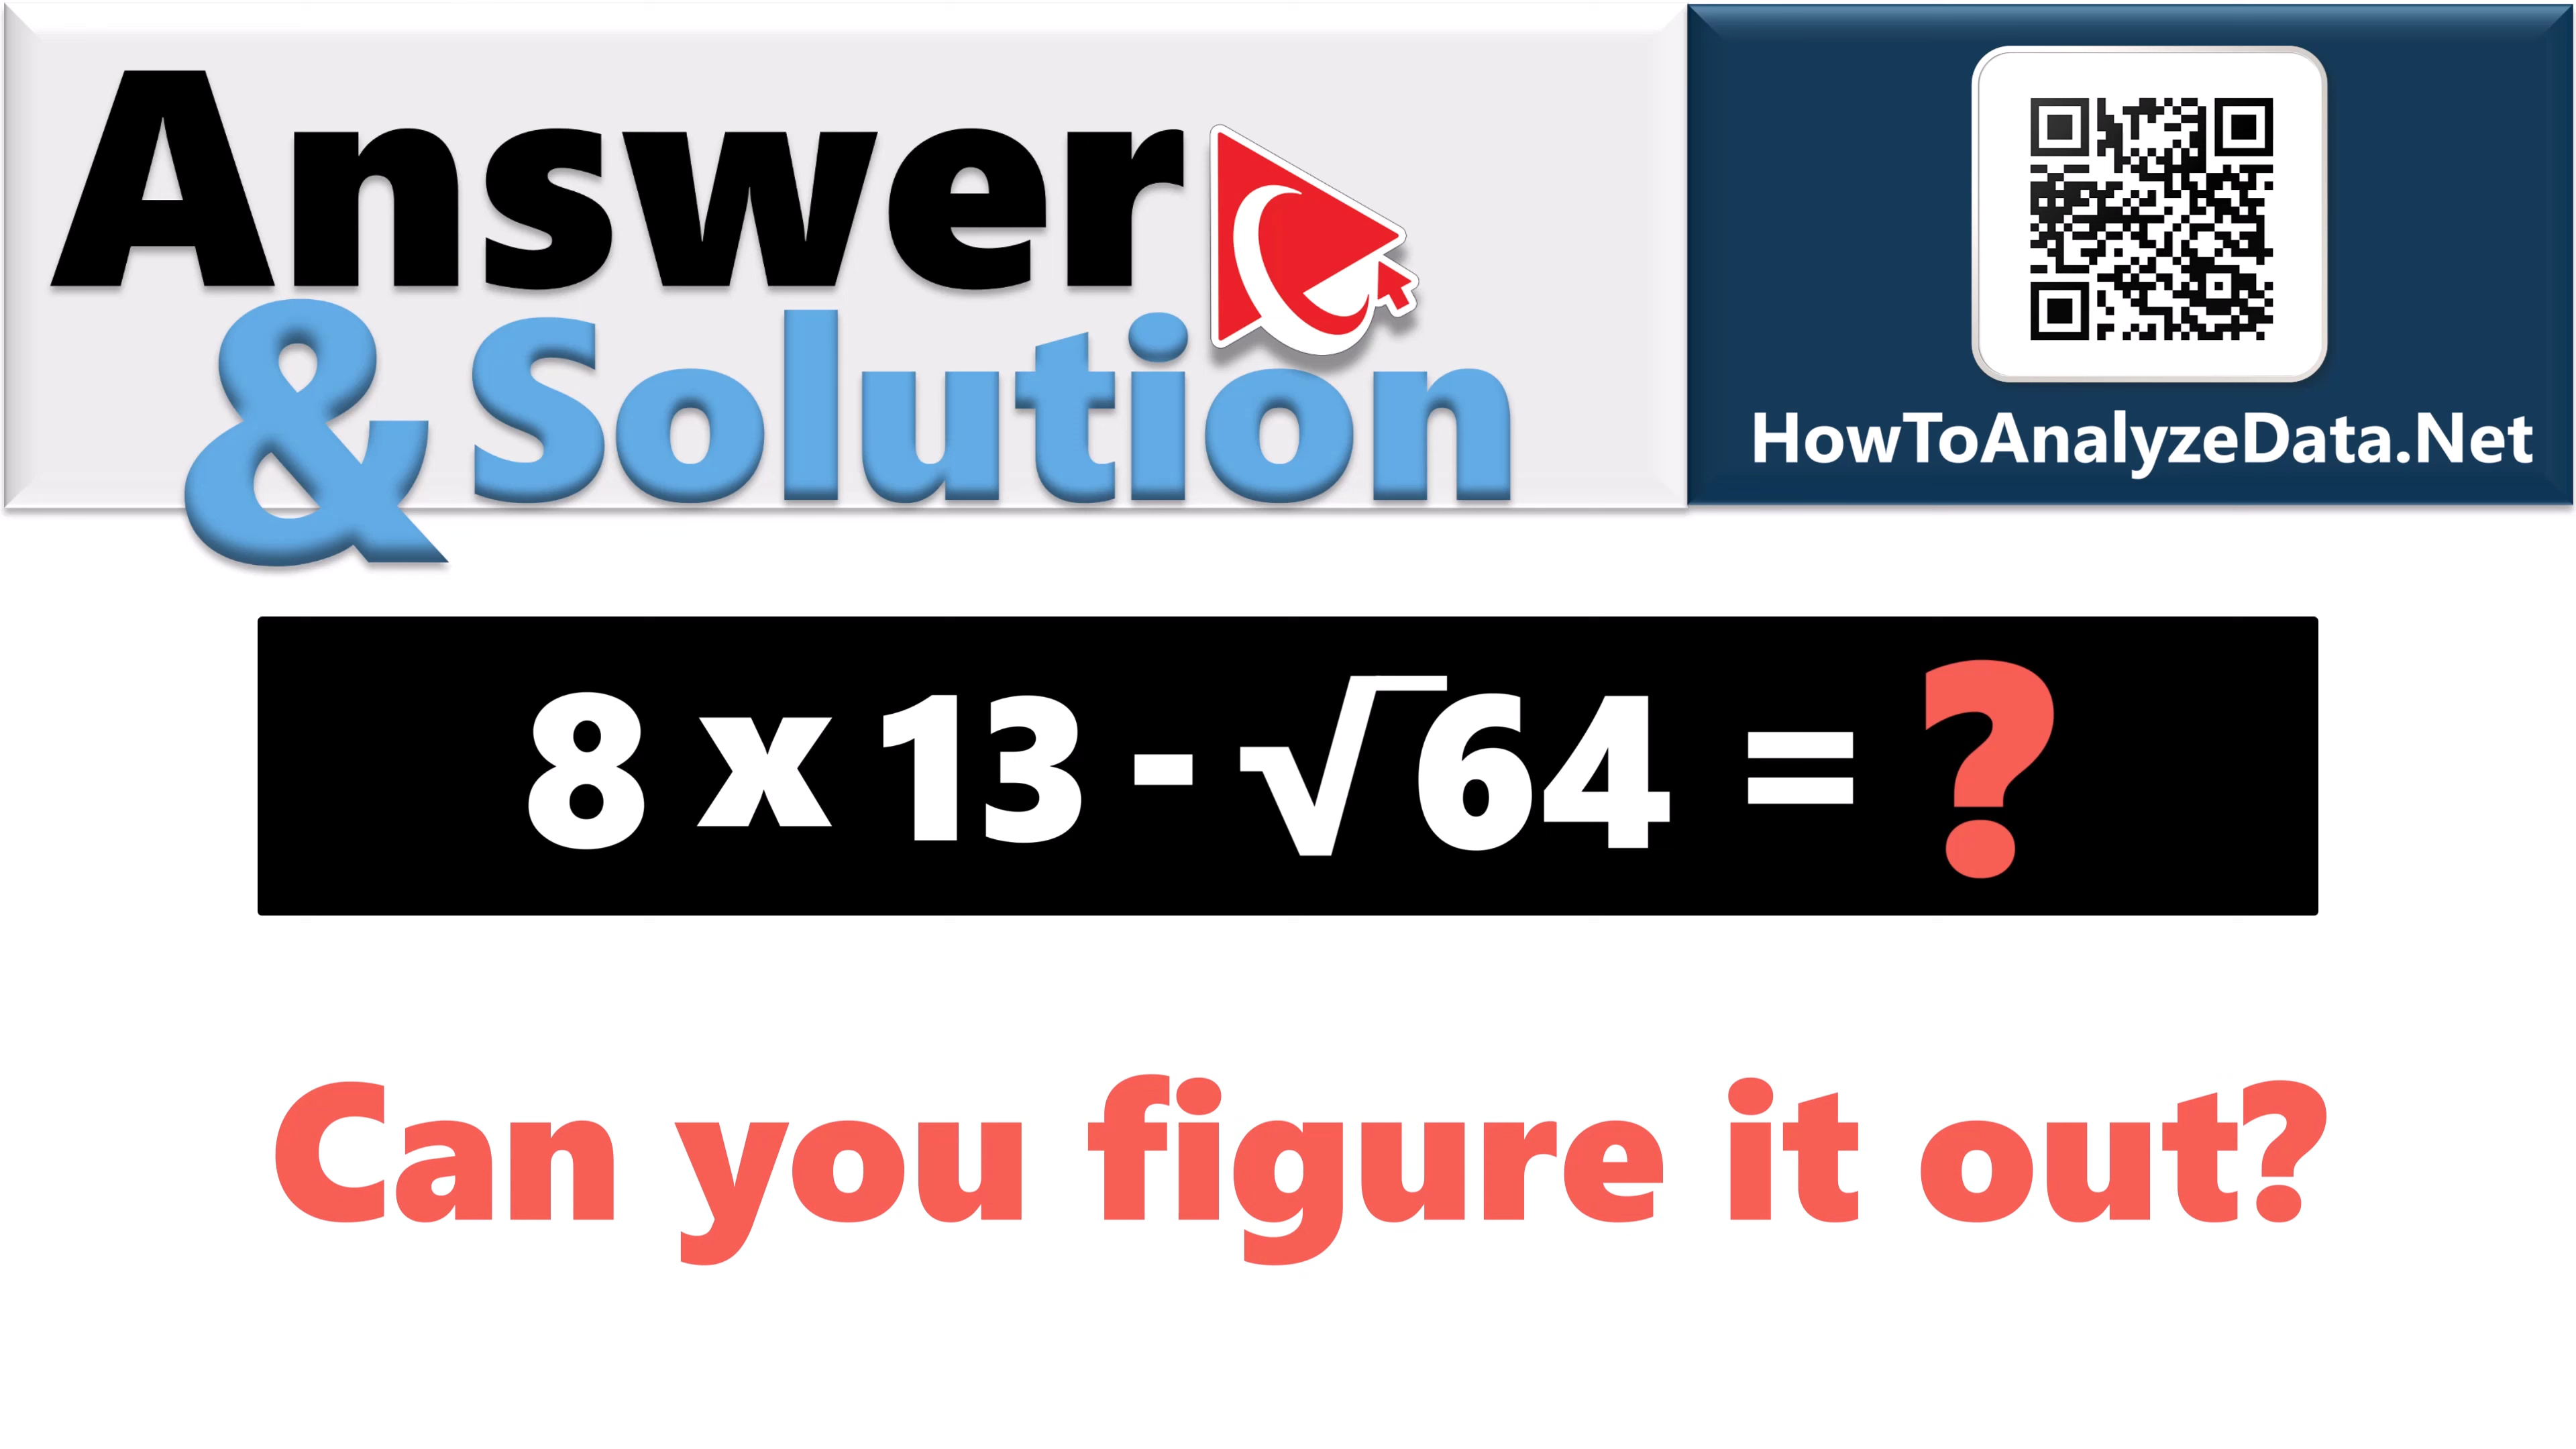 Answer
& Solution
HowToAnalyzeData.Net
8 x 13 - √64 = ?
Can you figure it out?